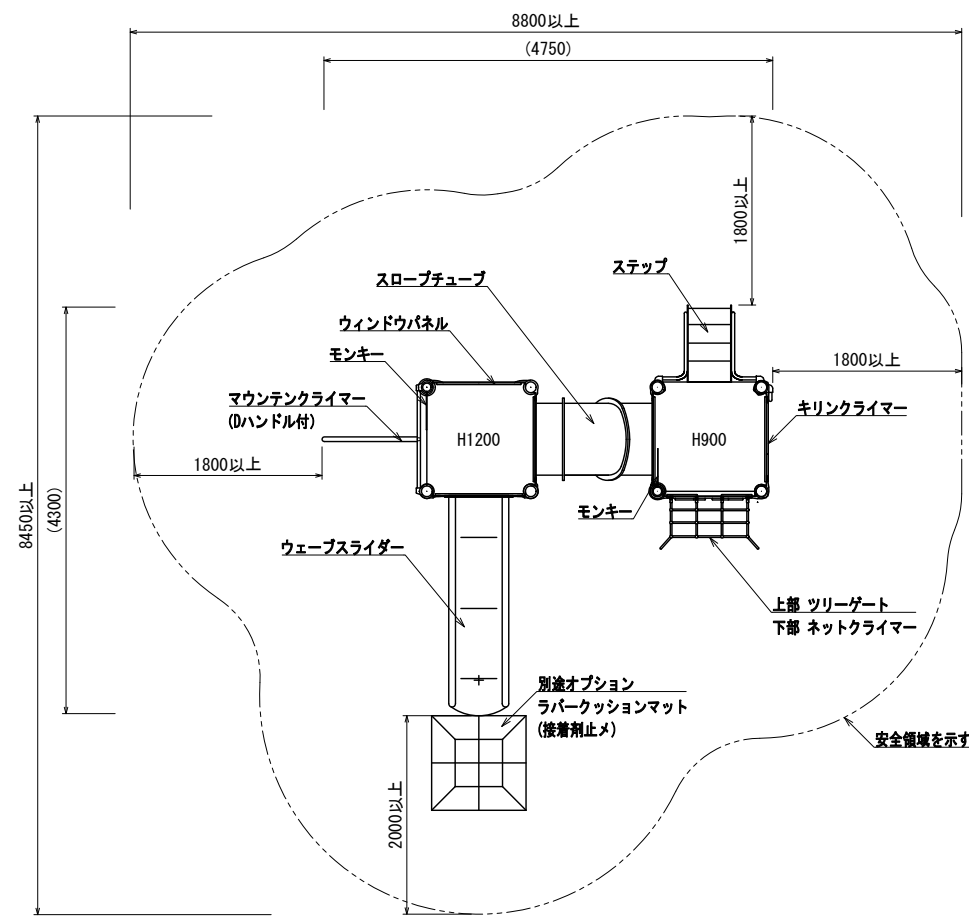 8800以上
(4750)
1800以上
ステップ
スロープチューブ
ウィンドウパネル
モンキー
1800以上
マウンテンクライマー
(Dハンドル付)
キリンクライマー
H1200
H900
1800以上
8450以上
(4300)
モンキー
ウェーブスライダー
上部 ツリーゲート
下部 ネットクライマー
別途オプション
ラバークッションマット
(接着剤止メ)
安全領域を示す
2000以上